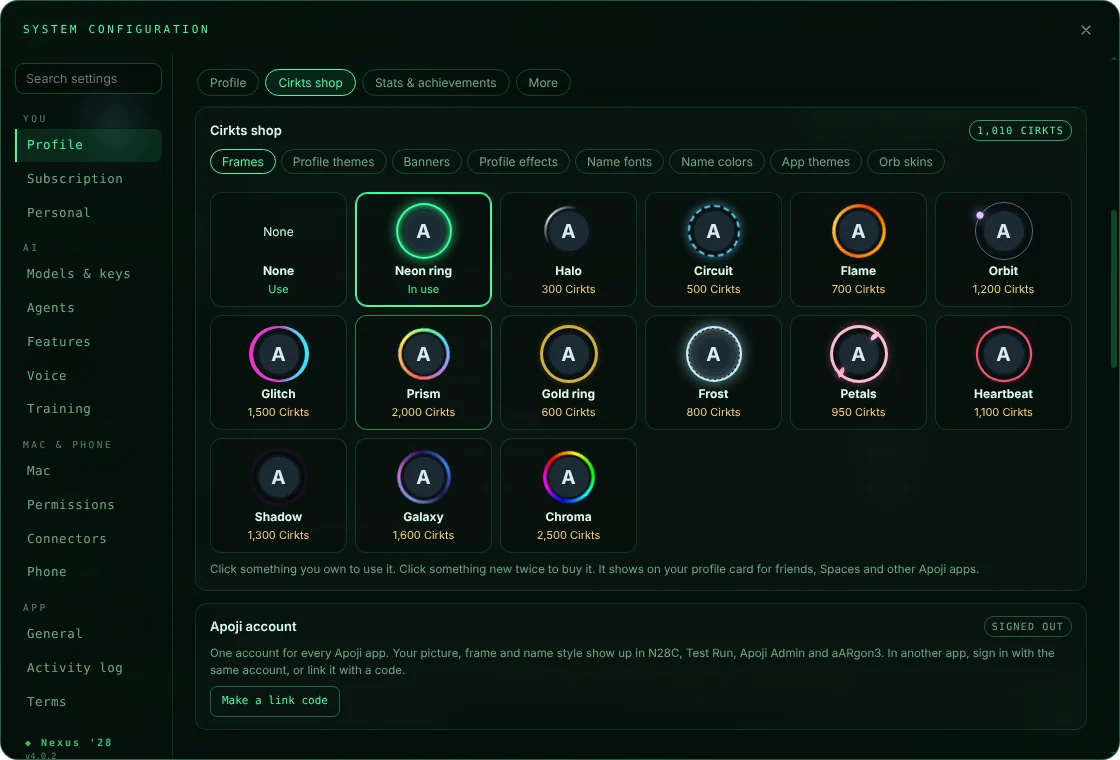 SYSTEM CONFIGURATION
Search settings
YOU
Profile
Subscription
Personal
AI
Models & keys
Agents
Features
Voice
Training
MAC & PHONE
Mac
Permissions
Connectors
Phone
APP
General
Activity log
Terms
◆ Nexus '28
v4.0.2
Profile Cirkts shop Stats & achievements More
Cirkts shop 1,010 CIRKTS
Frames Profile themes Banners Profile effects Name fonts Name colors App themes Orb skins
None A A A A A
None Neon ring Halo Circuit Flame Orbit
Use In use 300 Cirkts 500 Cirkts 700 Cirkts 1,200 Cirkts
A A A A A A
Glitch Prism Gold ring Frost Petals Heartbeat
1,500 Cirkts 2,000 Cirkts 600 Cirkts 800 Cirkts 950 Cirkts 1,100 Cirkts
A A A
Shadow Galaxy Chroma
1,300 Cirkts 1,600 Cirkts 2,500 Cirkts
Click something you own to use it. Click something new twice to buy it. It shows on your profile card for friends, Spaces and other Apoji apps.
Apoji account SIGNED OUT
One account for every Apoji app. Your picture, frame and name style show up in N28C, Test Run, Apoji Admin and aARgon3. In another app, sign in with the
same account, or link it with a code.
Make a link code